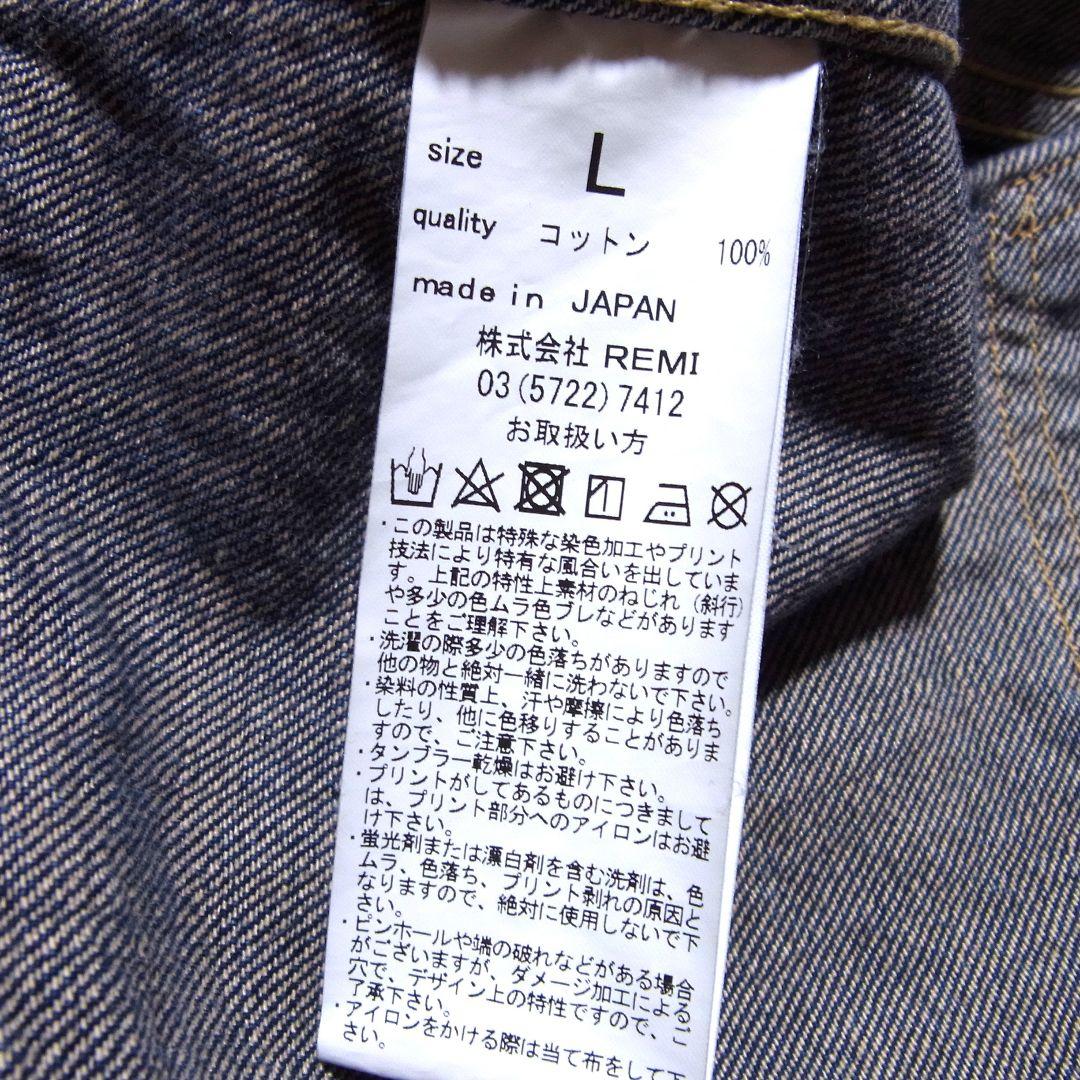 size L
quality コットン 100%
made in JAPAN
株式会社 REMI
03(5722)7412
お取扱い方
・この製品は特殊な染色加工やプリント
技法により特有な風合いを出していま
す。上記の特性上素材のねじれ（斜行）
や多少の色ムラ色ブレなどがあります
ことをご理解下さい。
・洗濯の際多少の色落ちがありますので
他の物と絶対一緒に洗わないで下さい。
・染料の性質上、汗や摩擦により色落ち
したり、他に色移りすることがありま
すので、ご注意下さい。
・タンブラー乾燥はお避け下さい。
・プリントがしてあるものにつきまして
は、プリント部分へのアイロンはお避
け下さい。
・蛍光剤または漂白剤を含む洗剤は、色
ムラ、色落ち、プリント剥れの原因と
なりますので、絶対に使用しないで下
さい。
・ピンホールや端の破れなどがある場合
がございますが、ダメージ加工によるご
穴で、デザイン上の特性ですので、ご
了承下さい。
・アイロンをかける際は当て布をして下
さい。